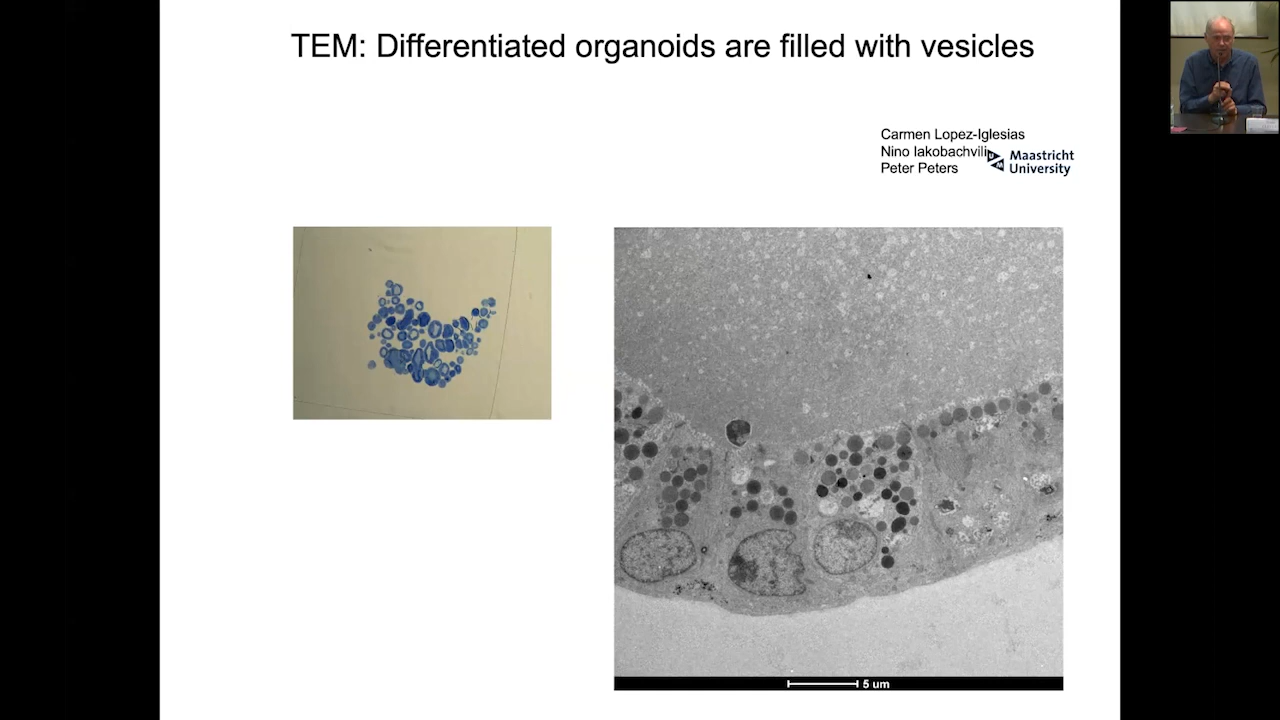 TEM: Differentiated organoids are filled with vesicles
Carmen Lopez-Iglesias
Nino Iakobachvili
Peter Peters
Maastricht
University
5 um